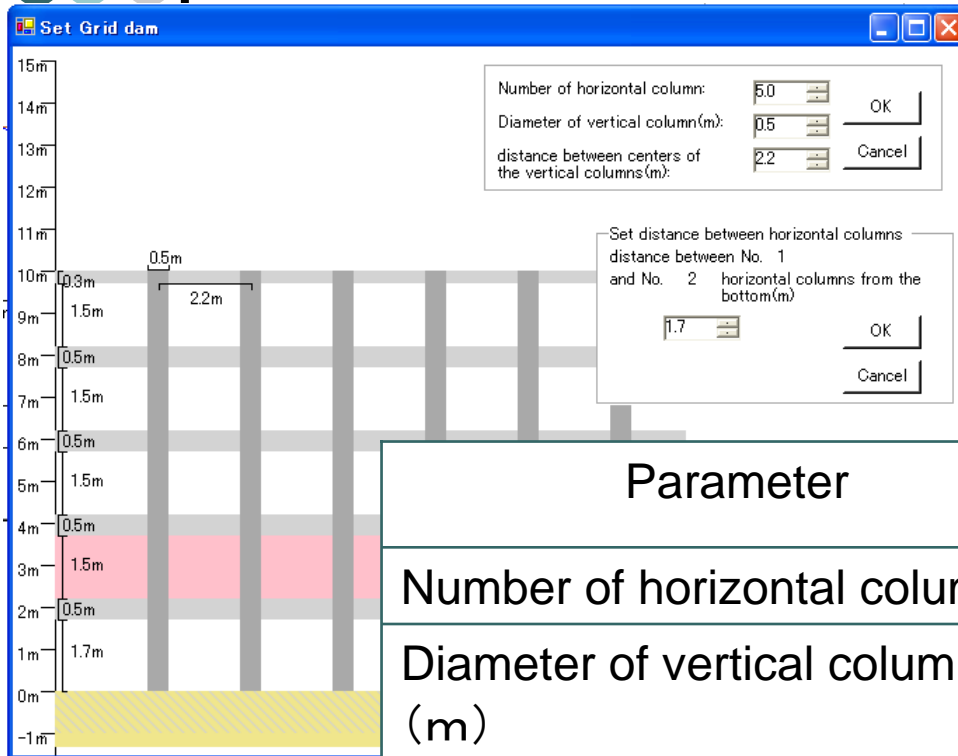 Set Grid dam
15m
14m
13m
12m
11m
10m
9m
8m
7m
6m
5m
4m
3m
2m
1m
0m
-1m
0.5m
2.2m
0.3m
1.5m
0.5m
1.5m
0.5m
1.5m
0.5m
1.5m
0.5m
1.7m
Number of horizontal column: 5.0
Diameter of vertical column(m): 0.5
distance between centers of
the vertical columns(m): 2.2
OK
Cancel
Set distance between horizontal columns
distance between No. 1
and No. 2 horizontal columns from the
bottom(m)
1.7
OK
Cancel
Parameter
Number of horizontal colu
Diameter of vertical colum
(m)